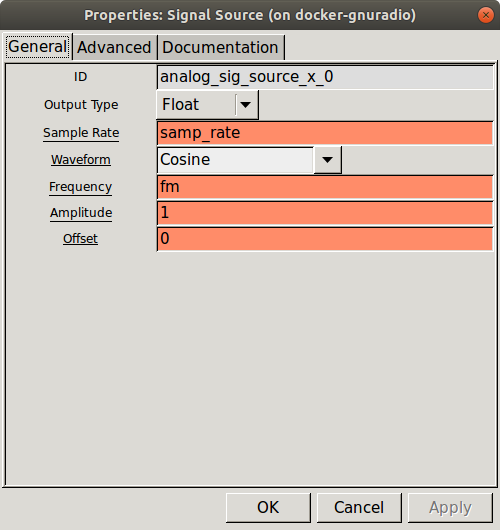 Properties: Signal Source (on docker-gnuradio)
General Advanced Documentation
ID analog_sig_source_x_0
Output Type Float
Sample Rate samp_rate
Waveform Cosine
Frequency fm
Amplitude 1
Offset 0
OK Cancel Apply